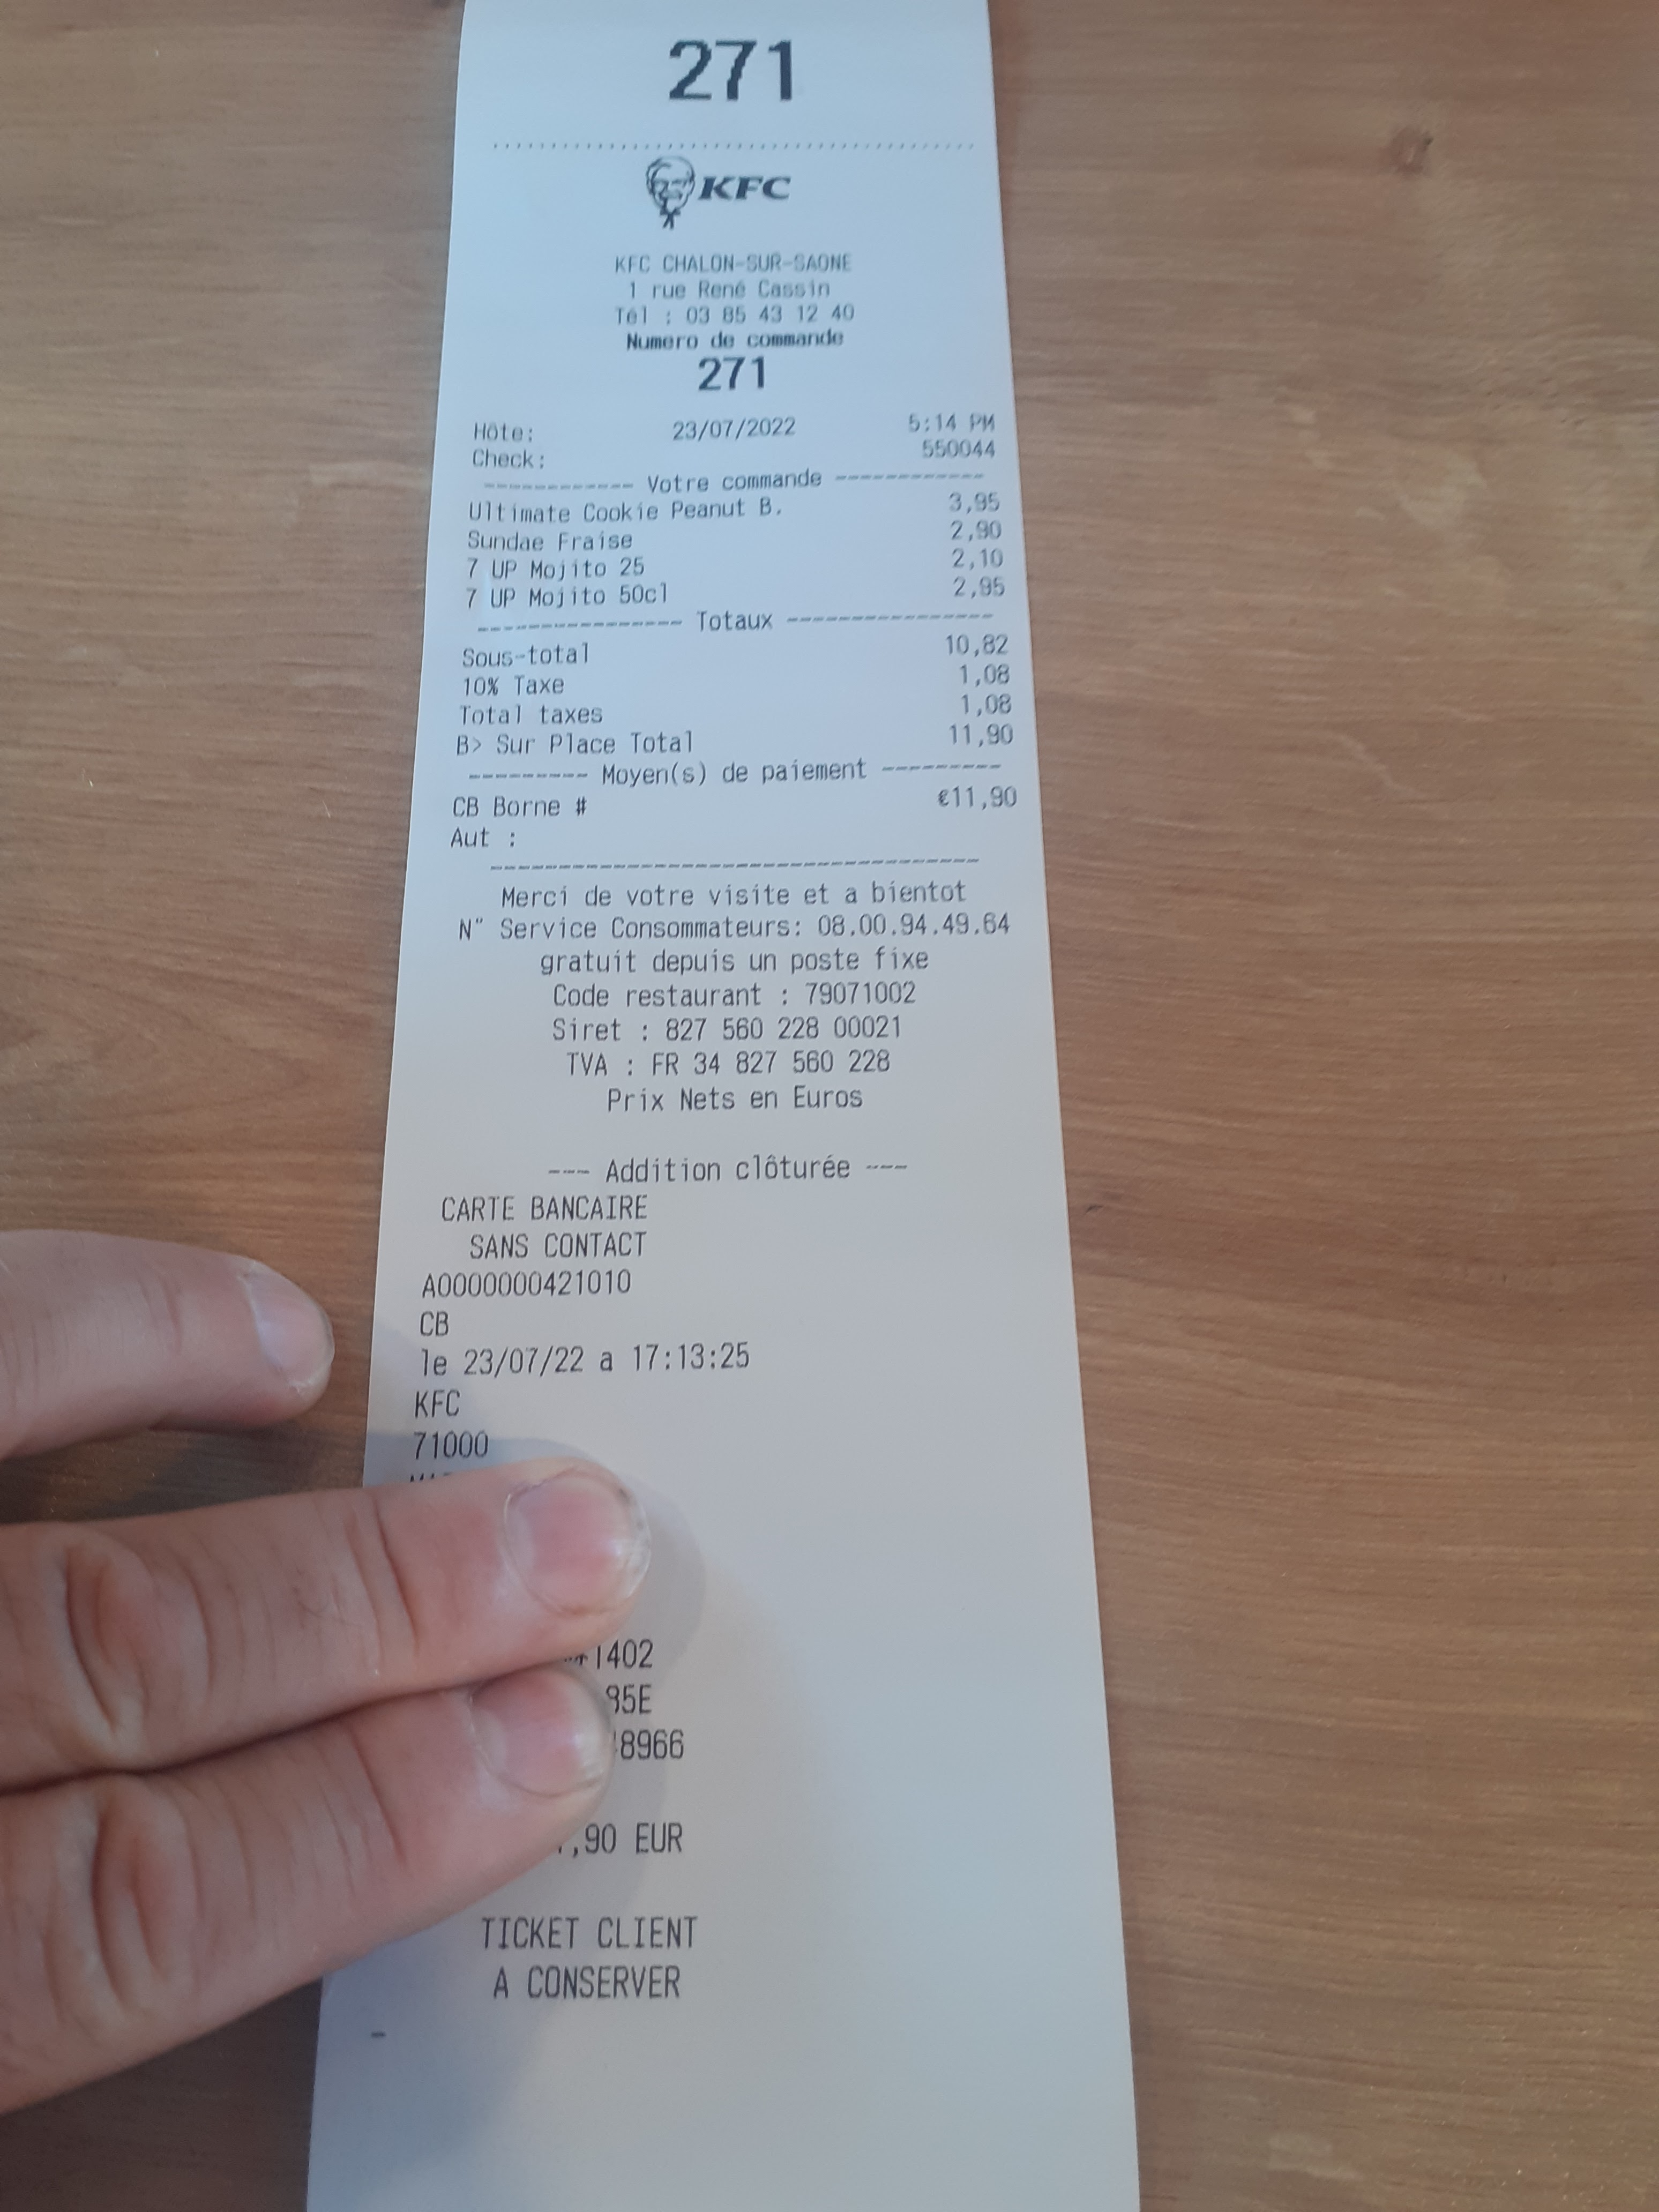 271
KFC
KFC CHALON-SUR-SAONE
1 rue René Cassin
Tél : 03 85 43 12 40
Numero de commande
271
Hôte: 23/07/2022 5:14 PM
Check: 550044
Votre commande
Ultimate Cookie Peanut B. 3,95
Sundae Fraise 2,90
7 UP Mojito 25 2,10
7 UP Mojito 50cl 2,95
Totaux
Sous-total 10,82
10% Taxe 1,08
Total taxes 1,08
B> Sur Place Total 11,90
Moyen(s) de paiement
CB Borne # €11,90
Aut :
Merci de votre visite et a bientot
N" Service Consommateurs: 08.00.94.49.64
gratuit depuis un poste fixe
Code restaurant : 79071002
Siret : 827 560 228 00021
TVA : FR 34 827 560 228
Prix Nets en Euros
--- Addition clôturée ---
CARTE BANCAIRE
SANS CONTACT
A0000000421010
CB
le 23/07/22 a 17:13:25
KFC
71000
1402
85E
8966
,90 EUR
TICKET CLIENT
A CONSERVER